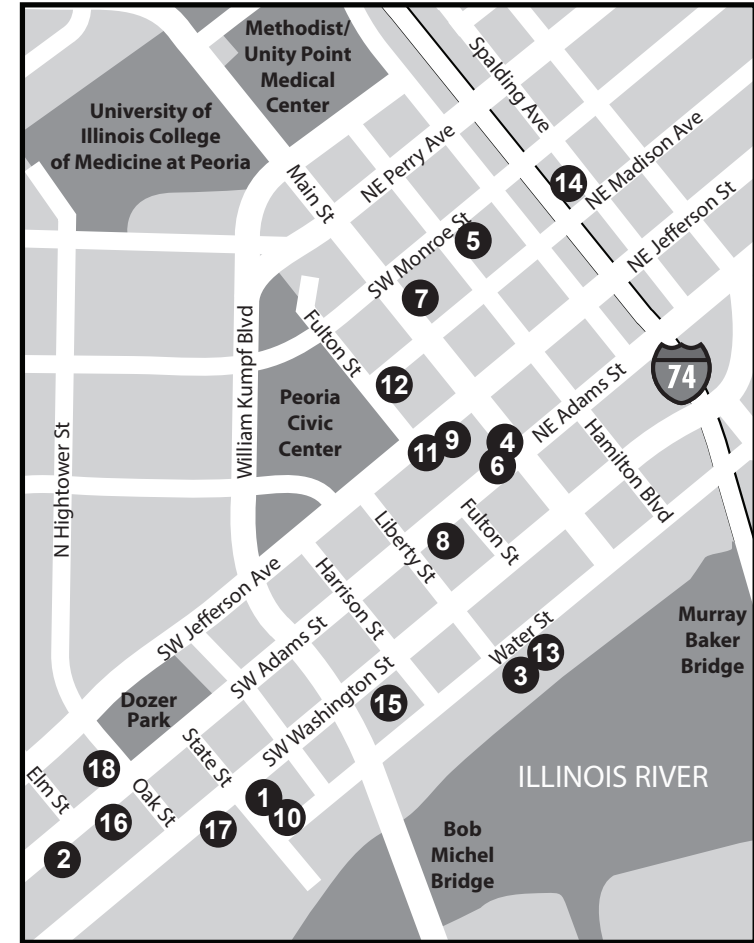 Methodist/
Unity Point
Medical
Center
University of
Illinois College
of Medicine at Peoria
Spalding Ave
NE Perry Ave
14
NE Madison Ave
Main St
5
SW Monroe St
NE Jefferson St
7
Fulton St
William Kumpf Blvd
74
12
NE Adams St
Peoria
Civic
Center
9
4
11
6
Hamilton Blvd
N Hightower St
Liberty St
8
Fulton St
SW Jefferson Ave
Harrison St
SW Adams St
Water St
13
3
Murray
Baker
Bridge
SW Washington St
15
Dozer
Park
State St
18
Elm St
Oak St
ILLINOIS RIVER
1
10
16
17
2
Bob
Michel
Bridge